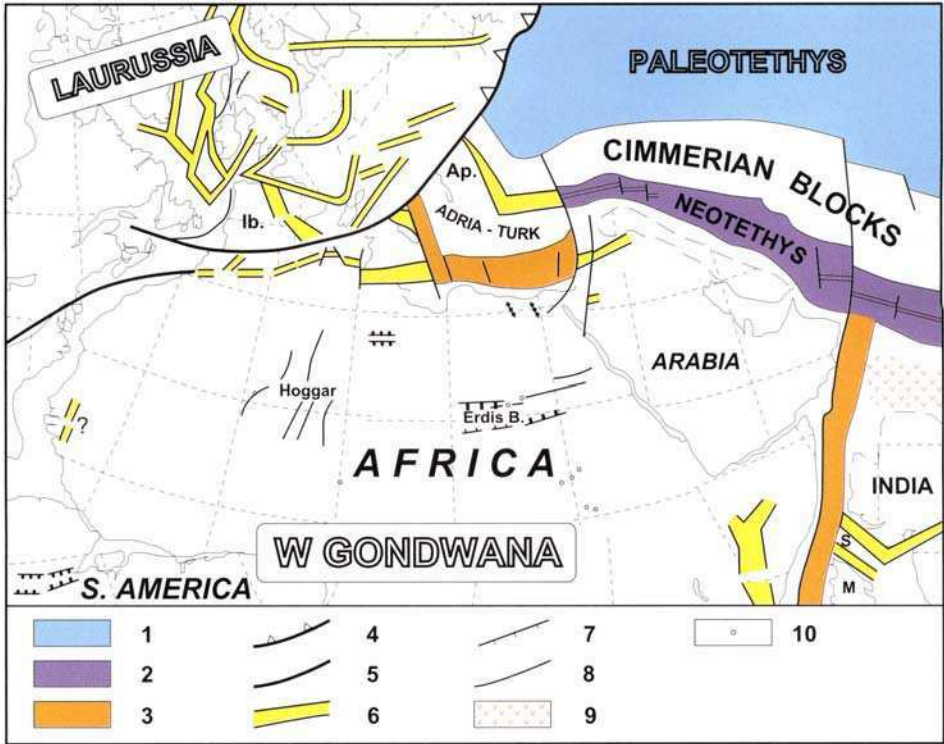 LAURUSSIA
PALEOTETHYS
CIMMERIAN BLOCKS
Ap.
Ib.
ADRIA - TURK
NEOTETHYS
ARABIA
Hoggar
Erdis B.
?
AFRICA
INDIA
W GONDWANA
S
M
S. AMERICA
1
4
7
10
2
5
8
3
6
9